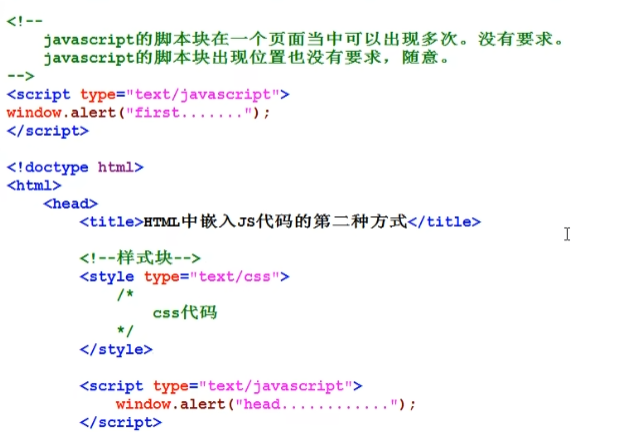 <!--
javascript的脚本块在一个页面当中可以出现多次。没有要求。
javascript的脚本块出现位置也没有要求，随意。
-->
<script type="text/javascript">
window.alert("first.......");
</script>
<!doctype html>
<html>
<head>
<title>HTML中嵌入JS代码的第二种方式</title>
<!--样式块-->
<style type="text/css">
/*
css代码
*/
</style>
<script type="text/javascript">
window.alert("head............");
</script>